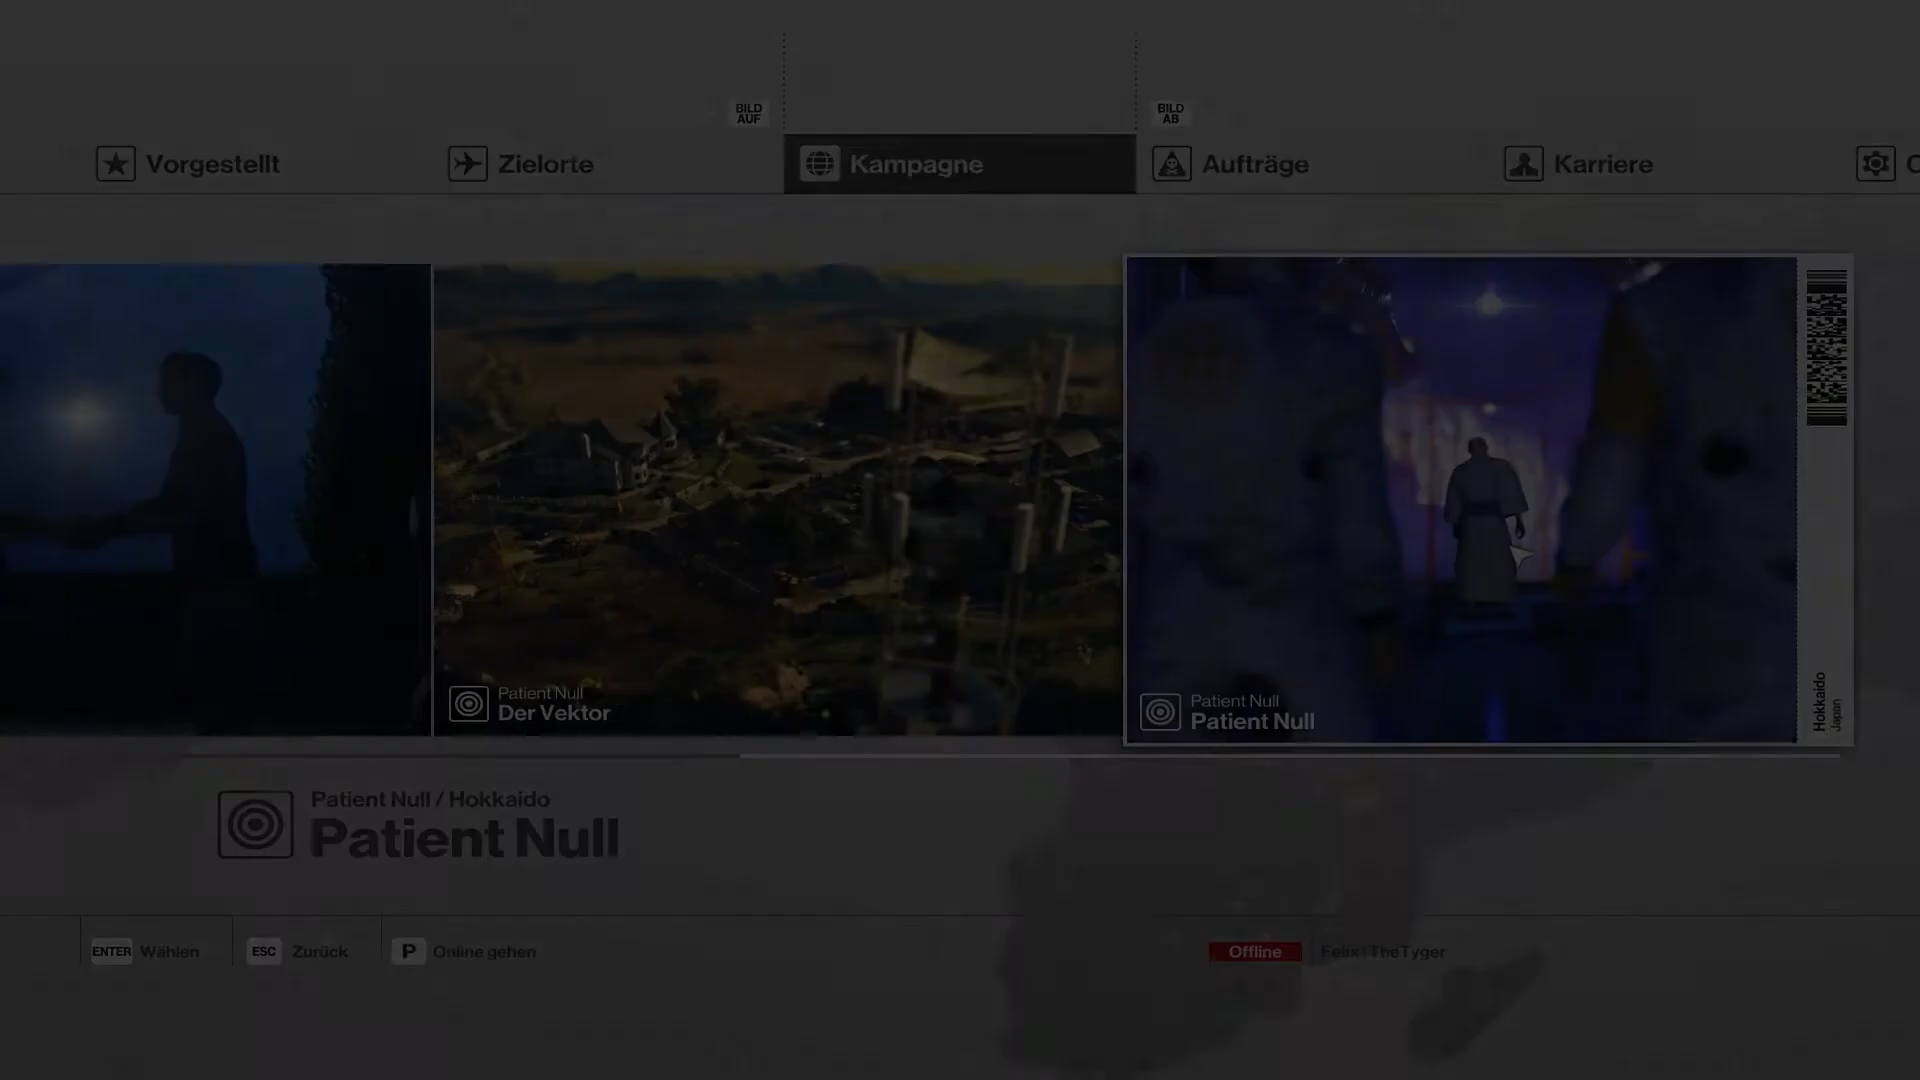 BILD
AUF
BILD
AB
Vorgestellt
Zielorte
Kampagne
Aufträge
Karriere
Patient Null
Der Vektor
Patient Null
Patient Null
Hokkaido
Japan
Patient Null / Hokkaido
Patient Null
ENTER Wählen
ESC Zurück
P Online gehen
Offline
Felix | TheTyger